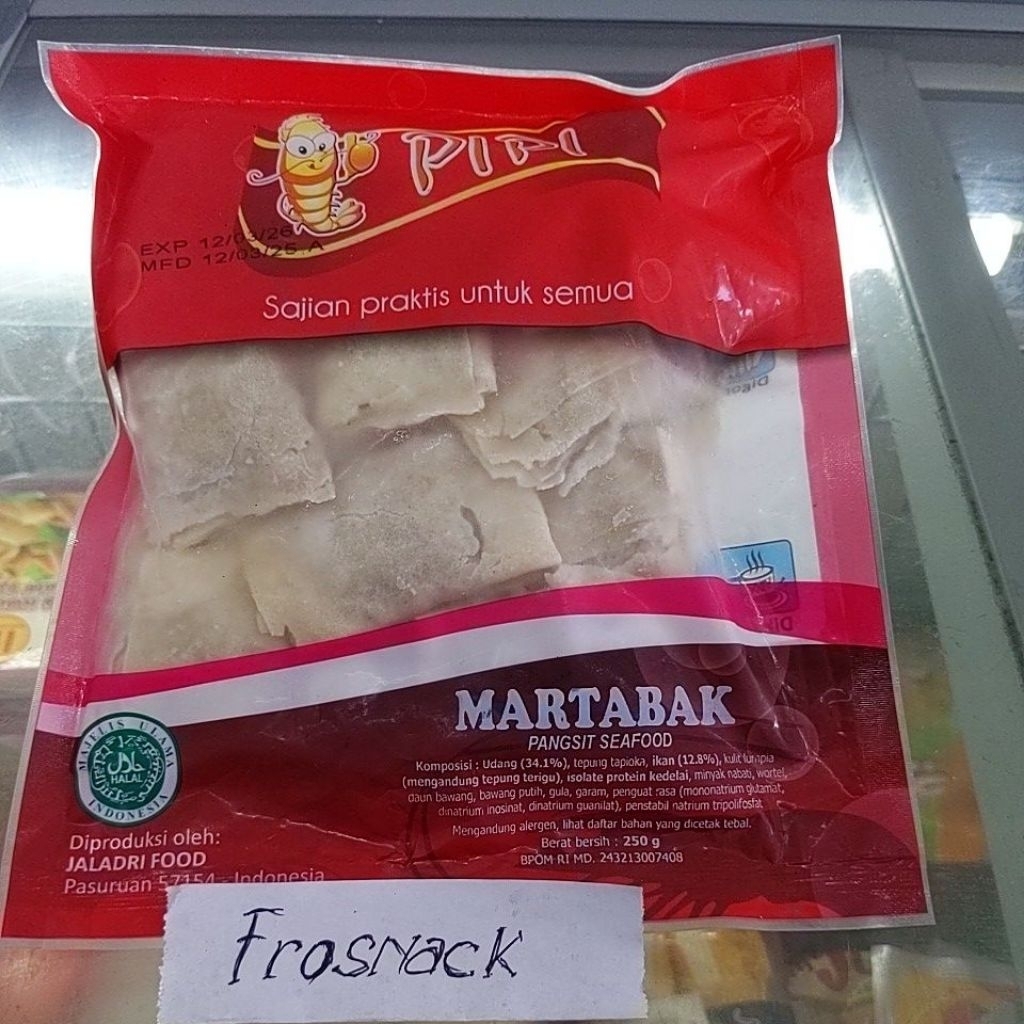 PIPI
EXP 12/03/26
MFD 12/03/25 A
Sajian praktis untuk semua
MARTABAK
PANGSIT SEAFOOD
Komposisi : Udang (34.1%), tepung tapioka, ikan (12.8%), kulit lumpia
(mengandung tepung terigu), isolate protein kedelai, minyak nabati, wortel,
daun bawang, bawang putih, gula, garam, penguat rasa (mononatrium glutamat,
dinatrium inosinat, dinatrium guanilat), penstabil natrium tripolifosfat
Mengandung alergen, lihat daftar bahan yang dicetak tebal.
Berat bersih : 250 g
BPOM RI MD. 243213007408
MAJELIS ULAMA
حلال
HALAL
INDONESIA
Diproduksi oleh:
JALADRI FOOD
Pasuruan 57154 - Indonesia
Frosnack